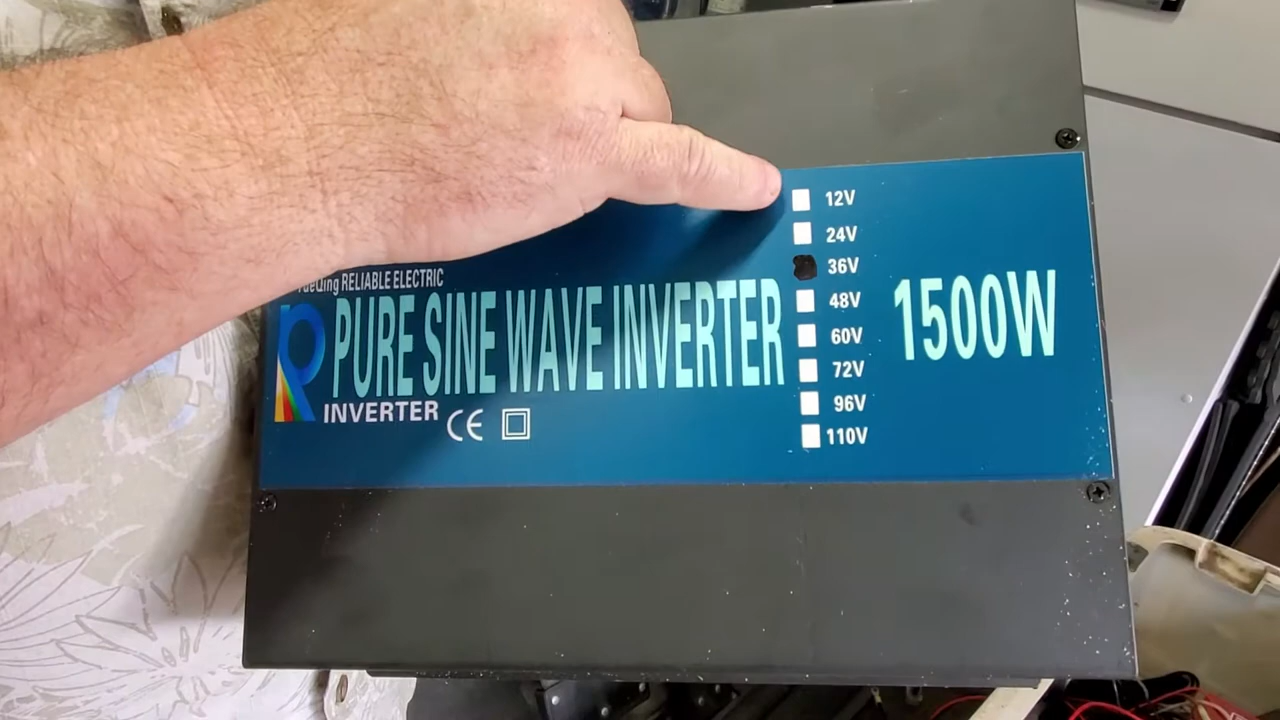 RELIABLE ELECTRIC
PURE SINE WAVE INVERTER
INVERTER
CE
12V
24V
36V
48V
60V
72V
96V
110V
1500W